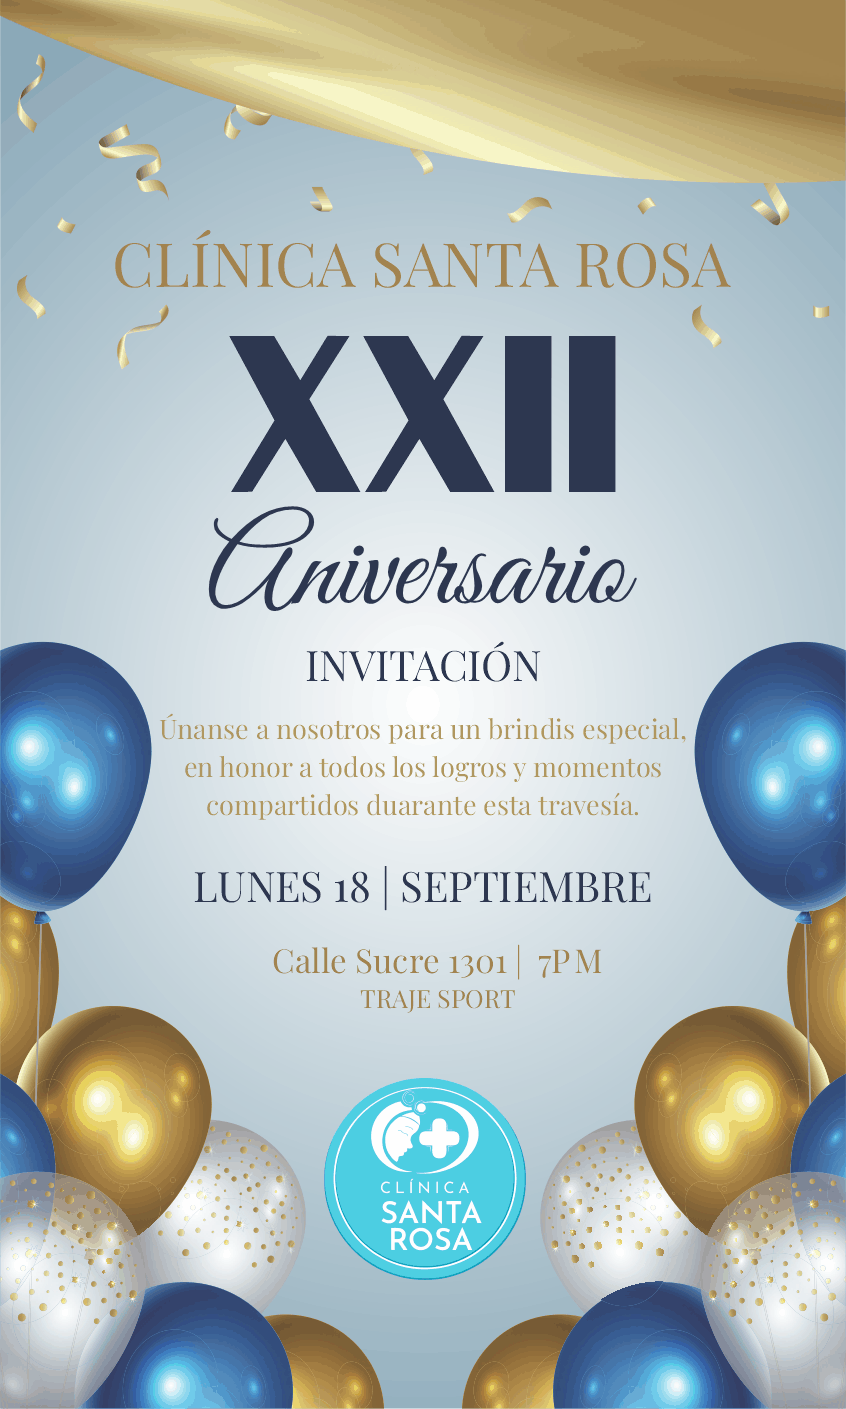 CLÍNICA SANTA ROSA
XXII
Aniversario
INVITACIÓN
Únanse a nosotros para un brindis especial,
en honor a todos los logros y momentos
compartidos duarante esta travesía.
LUNES 18 | SEPTIEMBRE
Calle Sucre 1301 | 7PM
TRAJE SPORT
CLÍNICA
SANTA
ROSA